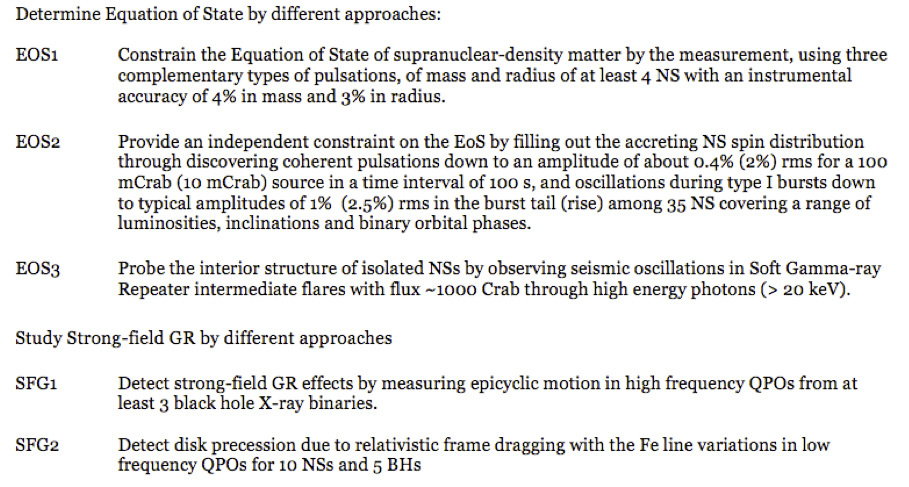 Determine Equation of State by different approaches:
EOS1 Constrain the Equation of State of supranuclear-density matter by the measurement, using three
complementary types of pulsations, of mass and radius of at least 4 NS with an instrumental
accuracy of 4% in mass and 3% in radius.
EOS2 Provide an independent constraint on the EoS by filling out the accreting NS spin distribution
through discovering coherent pulsations down to an amplitude of about 0.4% (2%) rms for a 100
mCrab (10 mCrab) source in a time interval of 100 s, and oscillations during type I bursts down
to typical amplitudes of 1% (2.5%) rms in the burst tail (rise) among 35 NS covering a range of
luminosities, inclinations and binary orbital phases.
EOS3 Probe the interior structure of isolated NSs by observing seismic oscillations in Soft Gamma-ray
Repeater intermediate flares with flux ~1000 Crab through high energy photons (> 20 keV).
Study Strong-field GR by different approaches
SFG1 Detect strong-field GR effects by measuring epicyclic motion in high frequency QPOs from at
least 3 black hole X-ray binaries.
SFG2 Detect disk precession due to relativistic frame dragging with the Fe line variations in low
frequency QPOs for 10 NSs and 5 BHs